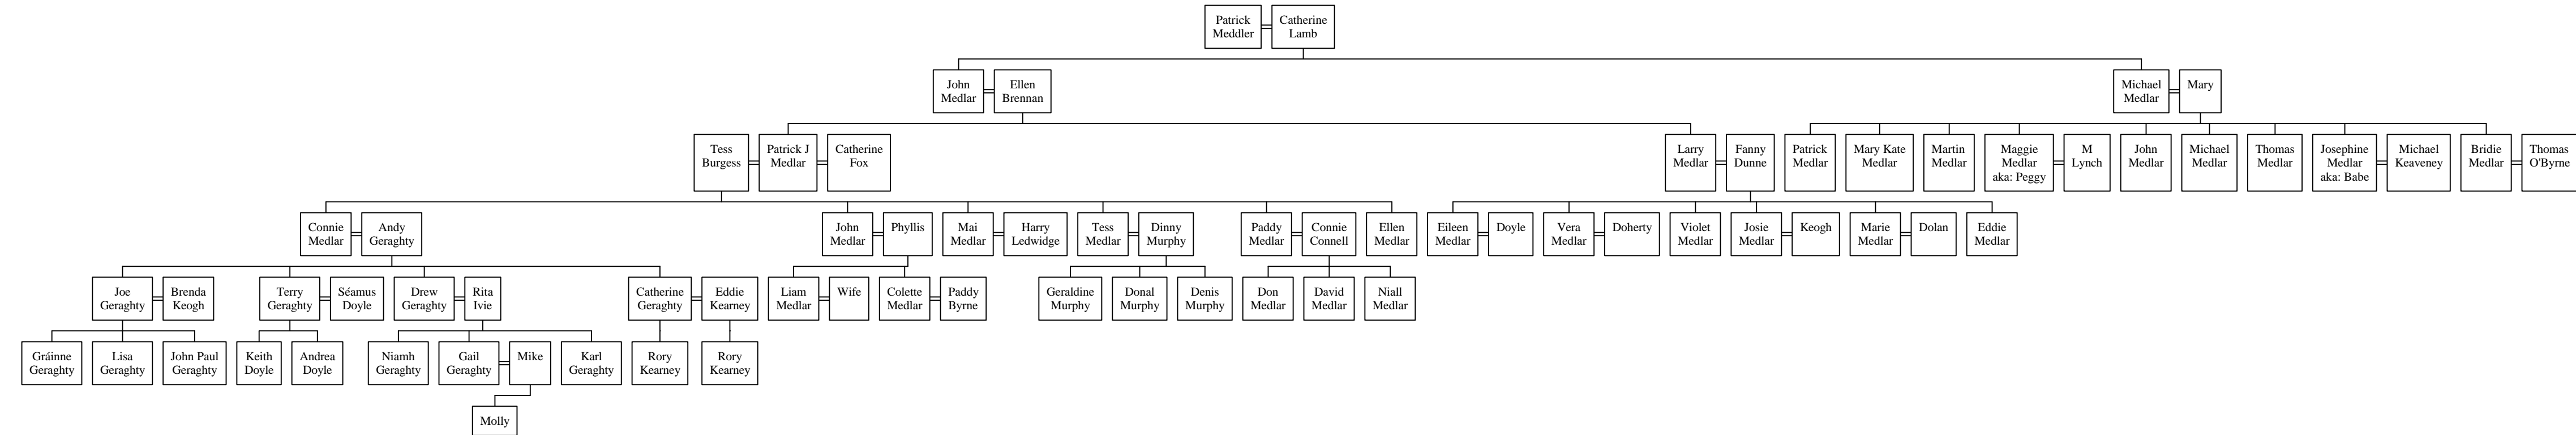 Patrick
Meddler
Catherine
Lamb
John
Medlar
Ellen
Brennan
Michael
Medlar
Mary
Tess
Burgess
Patrick J
Medlar
Catherine
Fox
Larry
Medlar
Fanny
Dunne
Patrick
Medlar
Mary Kate
Medlar
Martin
Medlar
Maggie
Medlar
aka: Peggy
M
Lynch
John
Medlar
Michael
Medlar
Thomas
Medlar
Josephine
Medlar
aka: Babe
Michael
Keaveney
Bridie
Medlar
Thomas
O'Byrne
Connie
Medlar
Andy
Geraghty
John
Medlar
Phyllis
Mai
Medlar
Harry
Ledwidge
Tess
Medlar
Dinny
Murphy
Paddy
Medlar
Connie
Connell
Ellen
Medlar
Eileen
Medlar
Doyle
Vera
Medlar
Doherty
Violet
Medlar
Josie
Medlar
Keogh
Marie
Medlar
Dolan
Eddie
Medlar
Joe
Geraghty
Brenda
Keogh
Terry
Geraghty
Séamus
Doyle
Drew
Geraghty
Rita
Ivie
Catherine
Geraghty
Eddie
Kearney
Liam
Medlar
Wife
Colette
Medlar
Paddy
Byrne
Geraldine
Murphy
Donal
Murphy
Denis
Murphy
Don
Medlar
David
Medlar
Niall
Medlar
Gráinne
Geraghty
Lisa
Geraghty
John Paul
Geraghty
Keith
Doyle
Andrea
Doyle
Niamh
Geraghty
Gail
Geraghty
Mike
Karl
Geraghty
Rory
Kearney
Rory
Kearney
Molly